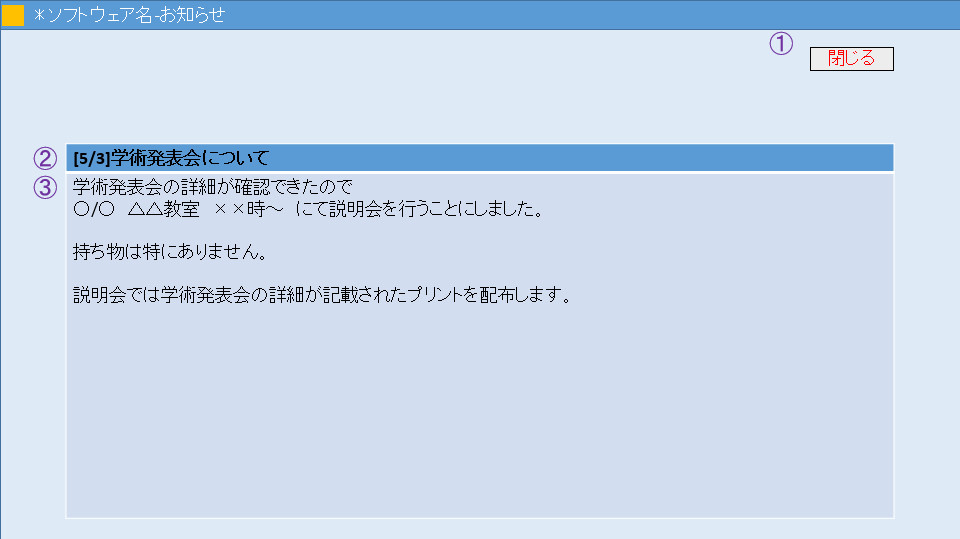 ＊ソフトウェア名-お知らせ
①
閉じる
② [5/3]学術発表会について
③ 学術発表会の詳細が確認できたので
〇/〇　△△教室　××時～　にて説明会を行うことにしました。
持ち物は特にありません。
説明会では学術発表会の詳細が記載されたプリントを配布します。